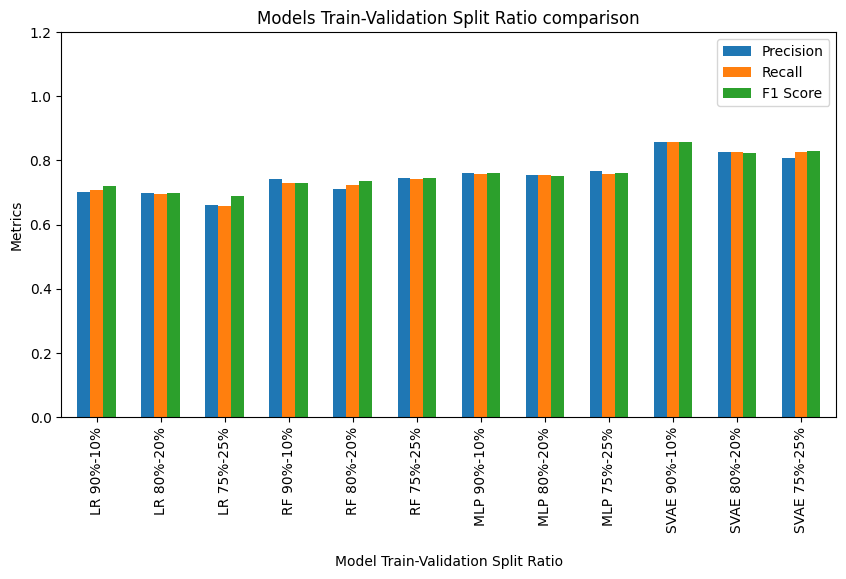 Models Train-Validation Split Ratio comparison
Precision
Recall
F1 Score
Metrics
1.2
1.0
0.8
0.6
0.4
0.2
0.0
LR 90%-10%
LR 80%-20%
LR 75%-25%
RF 90%-10%
RF 80%-20%
RF 75%-25%
MLP 90%-10%
MLP 80%-20%
MLP 75%-25%
SVAE 90%-10%
SVAE 80%-20%
SVAE 75%-25%
Model Train-Validation Split Ratio